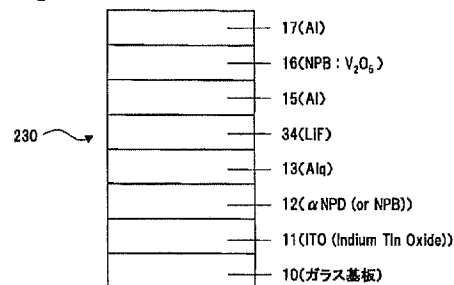 17(Al)
16(NPB : V₂O₅)
15(Al)
230
34(LiF)
13(Alq)
12(αNPD (or NPB))
11(ITO (Indium Tin Oxide))
10(ガラス基板)